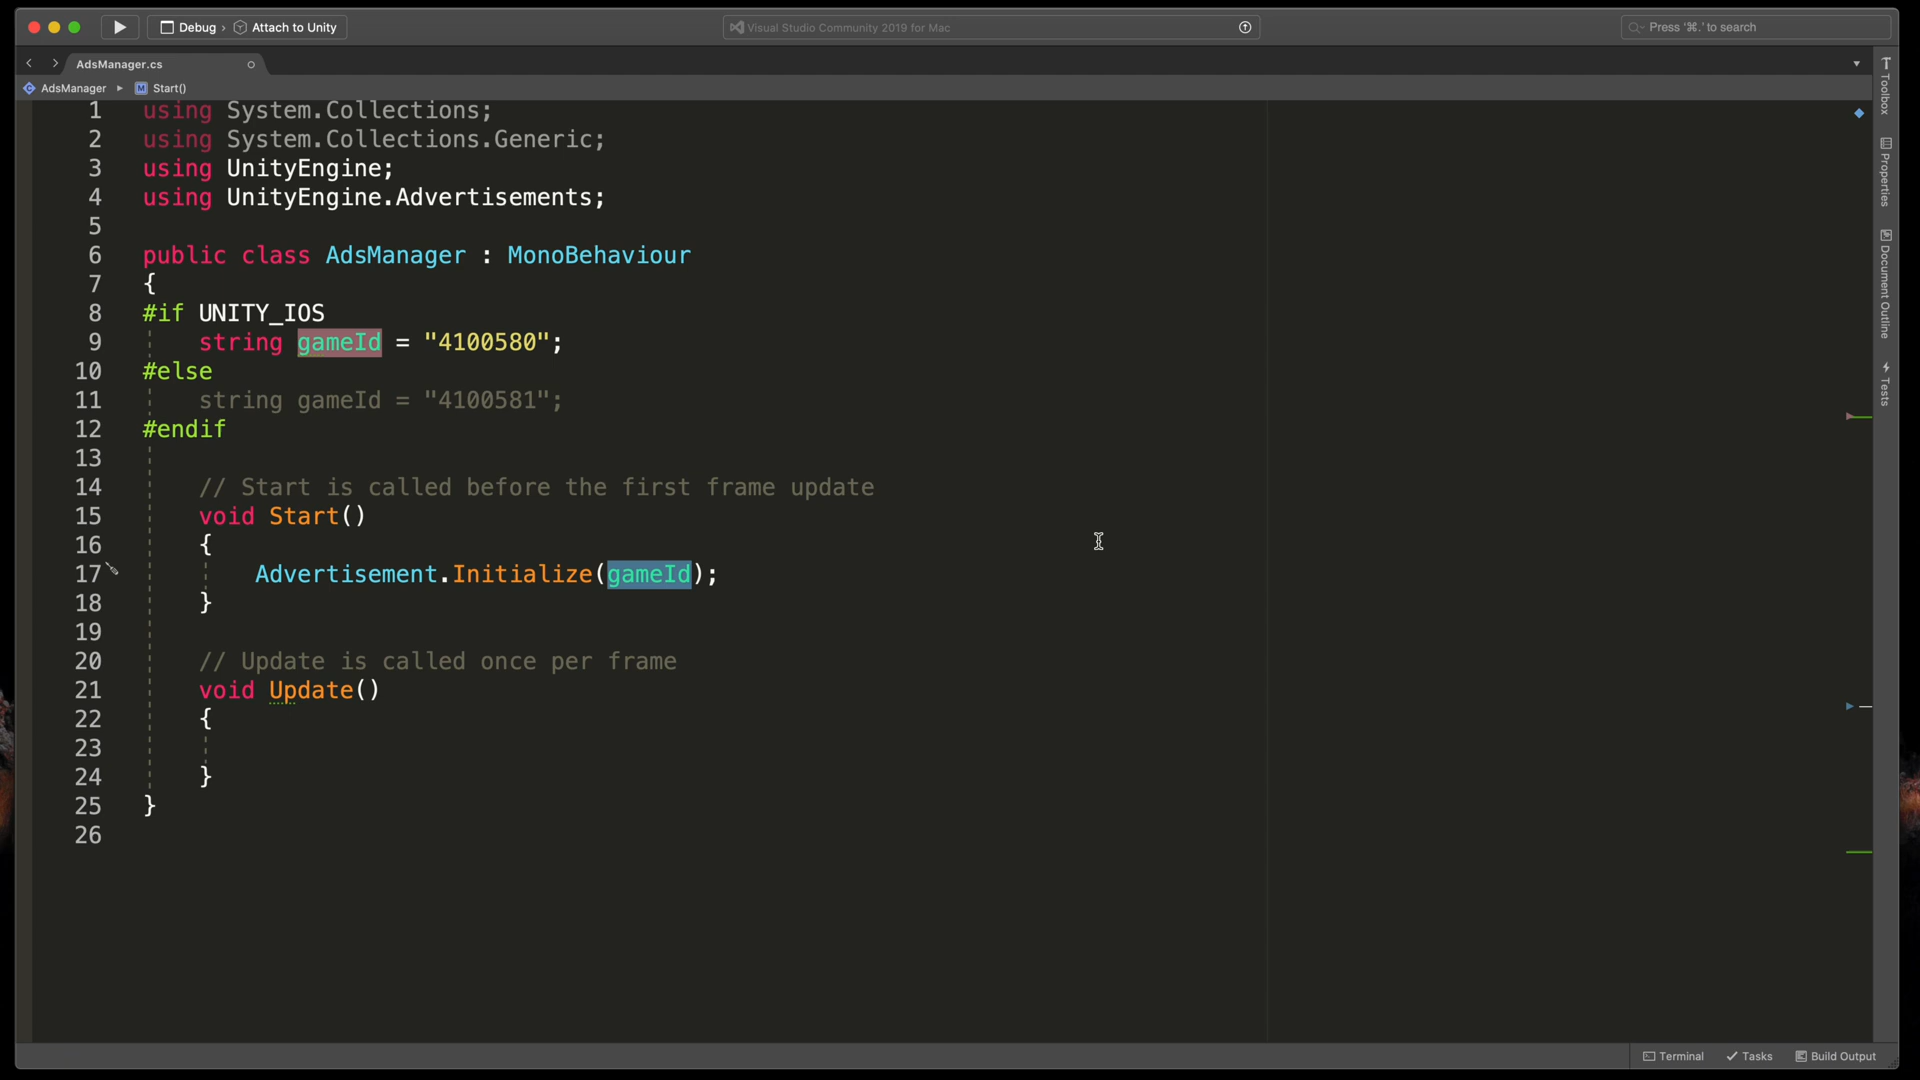 Debug › Attach to Unity
Visual Studio Community 2019 for Mac
Press '⌘.' to search
AdsManager.cs
AdsManager ▸ M Start()
1 using System.Collections;
2 using System.Collections.Generic;
3 using UnityEngine;
4 using UnityEngine.Advertisements;
5
6 public class AdsManager : MonoBehaviour
7 {
8 #if UNITY_IOS
9     string gameId = "4100580";
10 #else
11     string gameId = "4100581";
12 #endif
13
14     // Start is called before the first frame update
15     void Start()
16     {
17         Advertisement.Initialize(gameId);
18     }
19
20     // Update is called once per frame
21     void Update()
22     {
23
24     }
25 }
26
Toolbox
Properties
Document Outline
Tests
Terminal
Tasks
Build Output